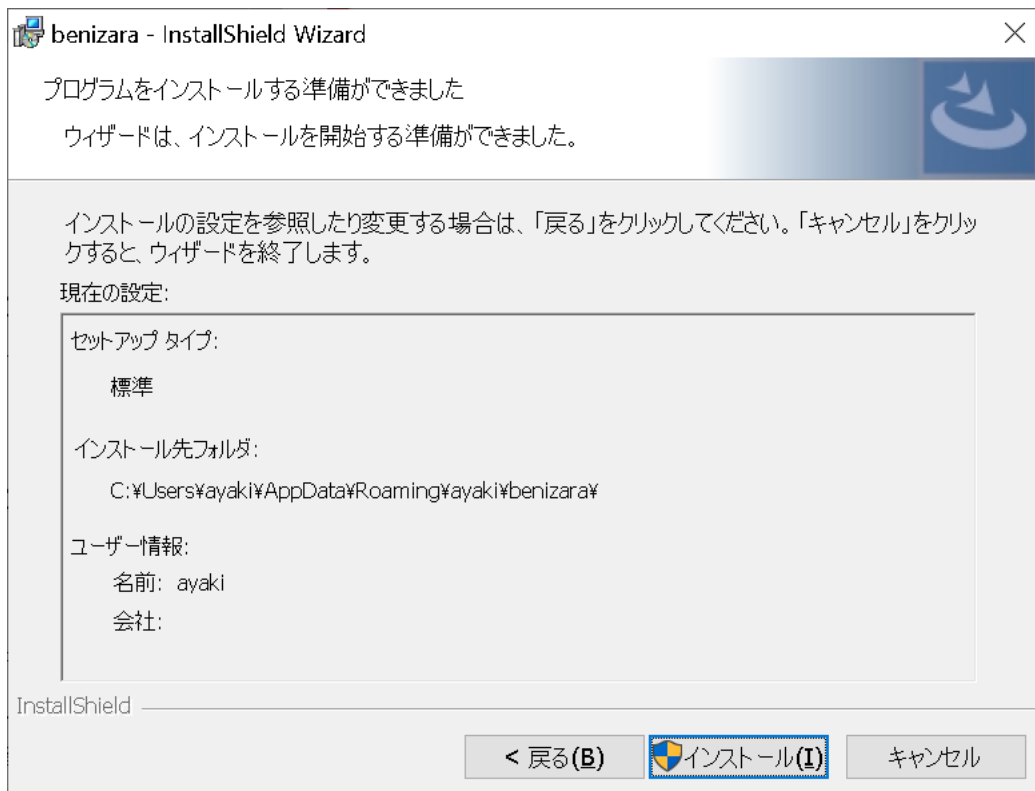 benizara - InstallShield Wizard
プログラムをインストールする準備ができました
ウィザードは、インストールを開始する準備ができました。
インストールの設定を参照したり変更する場合は、「戻る」をクリックしてください。「キャンセル」をクリッ
クすると、ウィザードを終了します。
現在の設定:
セットアップ タイプ:
標準
インストール先フォルダ:
C:¥Users¥ayaki¥AppData¥Roaming¥ayaki¥benizara¥
ユーザー情報:
名前: ayaki
会社:
InstallShield
< 戻る(B) インストール(I) キャンセル